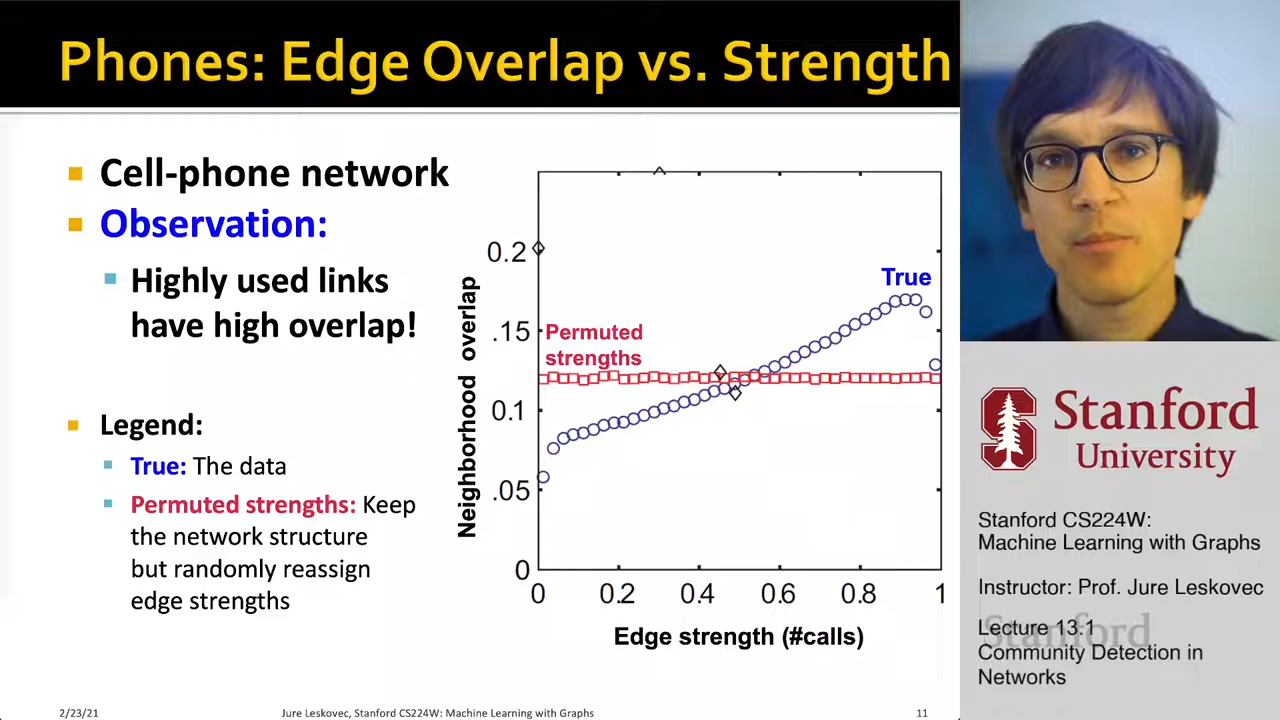 Phones: Edge Overlap vs. Strength
Cell-phone network
Observation:
Highly used links
have high overlap!
Legend:
True: The data
Permuted strengths: Keep
the network structure
but randomly reassign
edge strengths
Neighborhood overlap
0.2
.15
0.1
.05
0
True
Permuted
strengths
0 0.2 0.4 0.6 0.8 1
Edge strength (#calls)
2/23/21
Jure Leskovec, Stanford CS224W: Machine Learning with Graphs
11
S
Stanford
University
Stanford CS224W:
Machine Learning with Graphs
Instructor: Prof. Jure Leskovec
Stanford
Lecture 13.1
Community Detection in
Networks